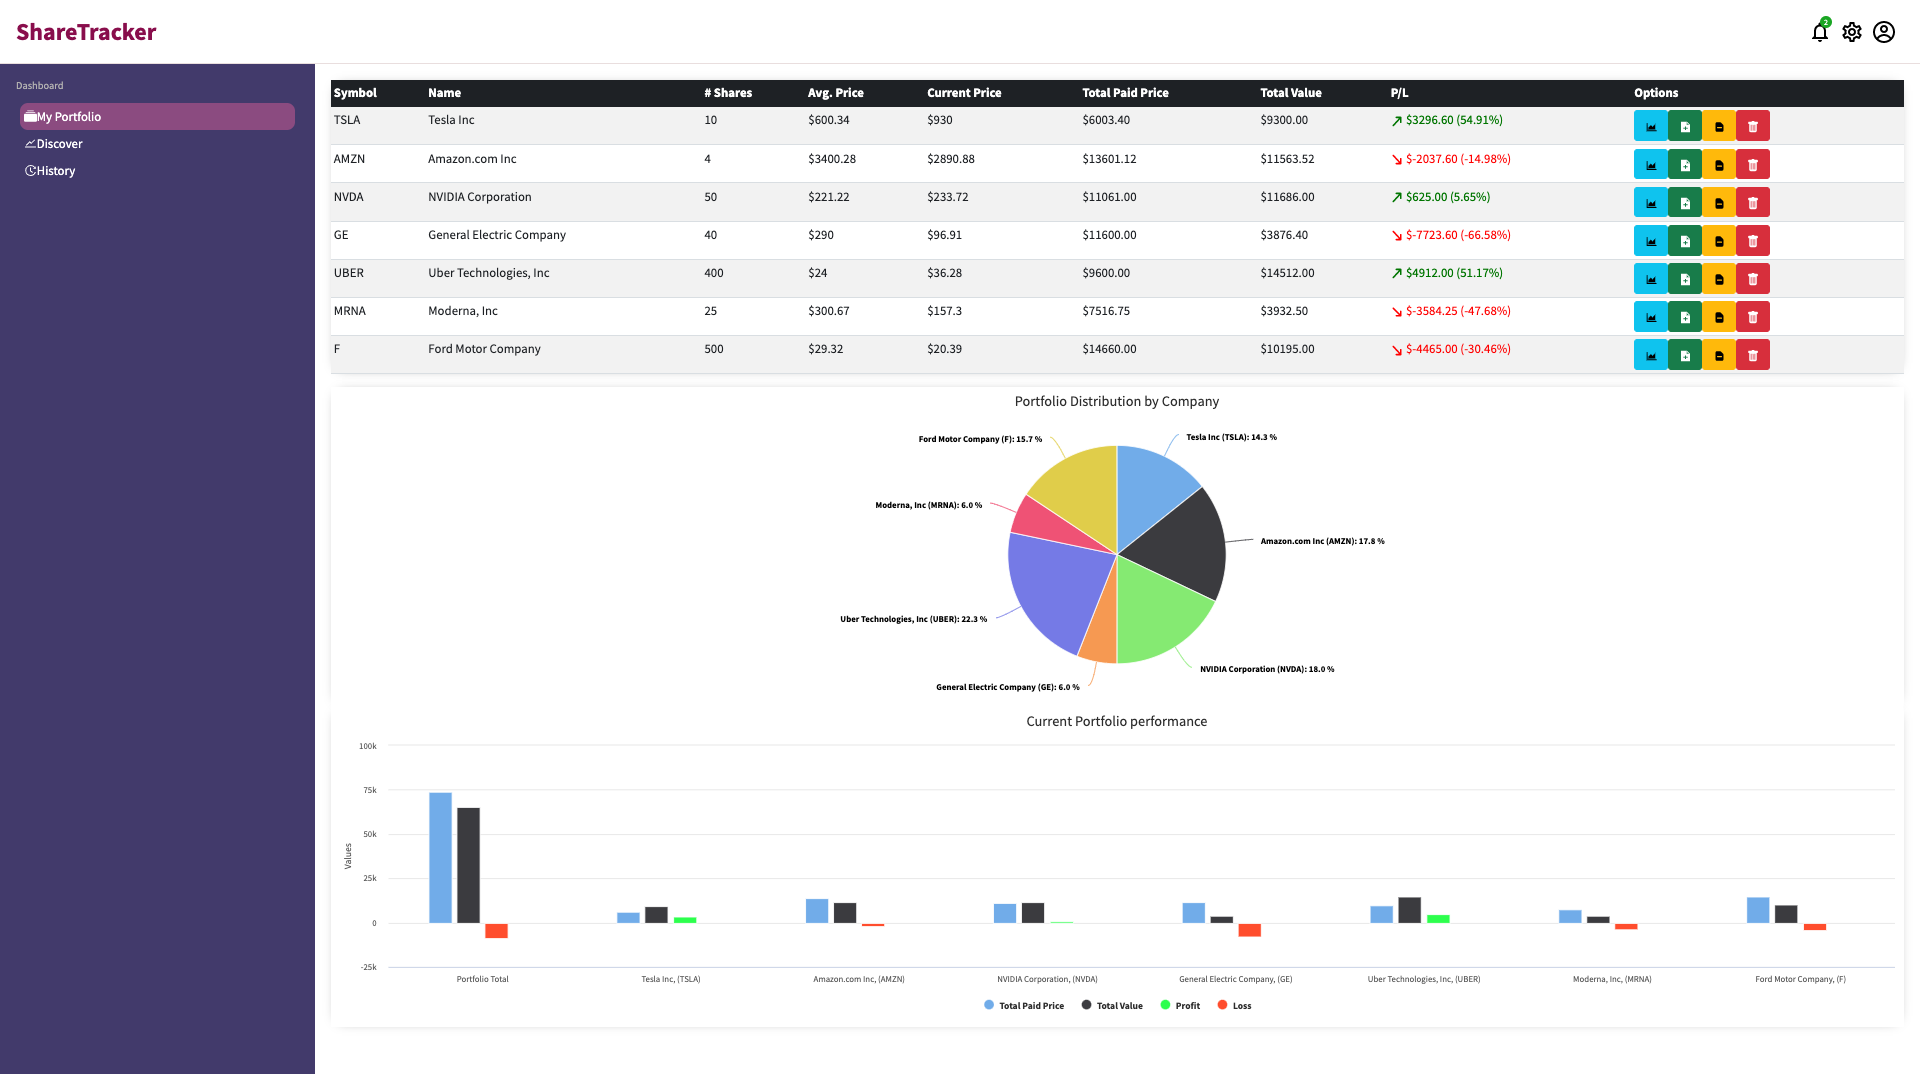 ShareTracker
2
Dashboard
My Portfolio
Discover
History
Symbol Name # Shares Avg. Price Current Price Total Paid Price Total Value P/L Options
TSLA Tesla Inc 10 $600.34 $930 $6003.40 $9300.00 $3296.60 (54.91%)
AMZN Amazon.com Inc 4 $3400.28 $2890.88 $13601.12 $11563.52 $-2037.60 (-14.98%)
NVDA NVIDIA Corporation 50 $221.22 $233.72 $11061.00 $11686.00 $625.00 (5.65%)
GE General Electric Company 40 $290 $96.91 $11600.00 $3876.40 $-7723.60 (-66.58%)
UBER Uber Technologies, Inc 400 $24 $36.28 $9600.00 $14512.00 $4912.00 (51.17%)
MRNA Moderna, Inc 25 $300.67 $157.3 $7516.75 $3932.50 $-3584.25 (-47.68%)
F Ford Motor Company 500 $29.32 $20.39 $14660.00 $10195.00 $-4465.00 (-30.46%)
Portfolio Distribution by Company
Ford Motor Company (F): 15.7 %
Tesla Inc (TSLA): 14.3 %
Moderna, Inc (MRNA): 6.0 %
Amazon.com Inc (AMZN): 17.8 %
Uber Technologies, Inc (UBER): 22.3 %
NVIDIA Corporation (NVDA): 18.0 %
General Electric Company (GE): 6.0 %
Current Portfolio performance
100k
75k
50k
25k
0
-25k
Values
Portfolio Total Tesla Inc, (TSLA) Amazon.com Inc, (AMZN) NVIDIA Corporation, (NVDA) General Electric Company, (GE) Uber Technologies, Inc, (UBER) Moderna, Inc, (MRNA) Ford Motor Company, (F)
Total Paid Price Total Value Profit Loss